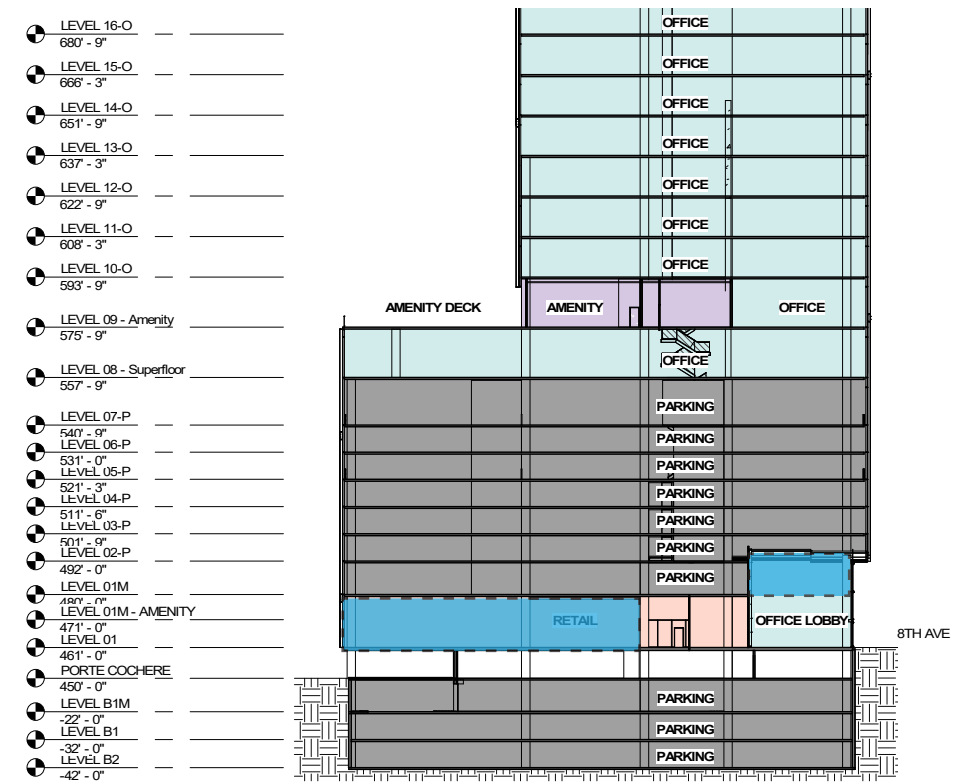 LEVEL 16-O
680' - 9"
LEVEL 15-O
666' - 3"
LEVEL 14-O
651' - 9"
LEVEL 13-O
637' - 3"
LEVEL 12-O
622' - 9"
LEVEL 11-O
608' - 3"
LEVEL 10-O
593' - 9"
LEVEL 09 - Amenity
575' - 9"
LEVEL 08 - Superfloor
557' - 9"
LEVEL 07-P
540' - 9"
LEVEL 06-P
531' - 0"
LEVEL 05-P
521' - 3"
LEVEL 04-P
511' - 6"
LEVEL 03-P
501' - 9"
LEVEL 02-P
492' - 0"
LEVEL 01M
480' - 0"
LEVEL 01M - AMENITY
471' - 0"
LEVEL 01
461' - 0"
PORTE COCHERE
450' - 0"
LEVEL B1M
-22' - 0"
LEVEL B1
-32' - 0"
LEVEL B2
-42' - 0"
OFFICE
OFFICE
OFFICE
OFFICE
OFFICE
OFFICE
OFFICE
AMENITY DECK
AMENITY
OFFICE
OFFICE
PARKING
PARKING
PARKING
PARKING
PARKING
PARKING
PARKING
RETAIL
OFFICE LOBBY
8TH AVE
PARKING
PARKING
PARKING